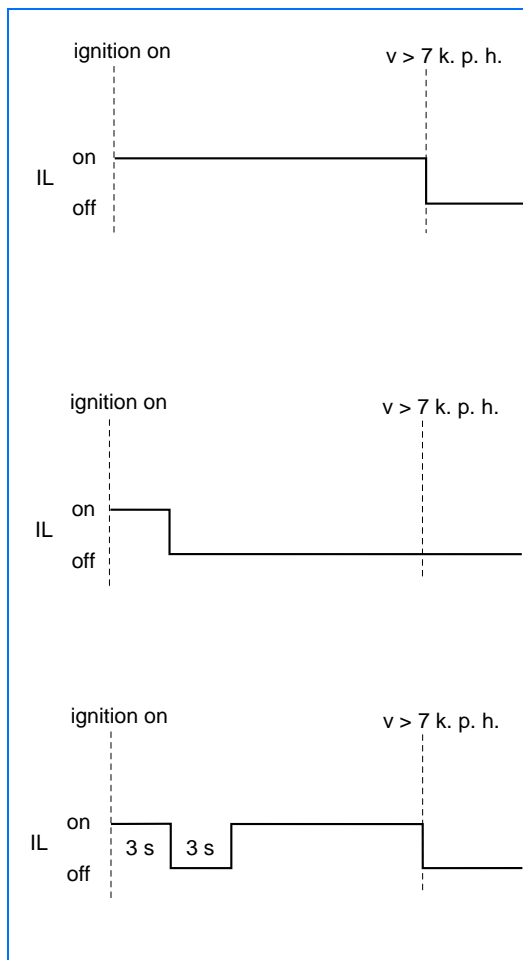 ignition on v > 7 k. p. h.
on
IL
off
ignition on v > 7 k. p. h.
on
IL
off
ignition on v > 7 k. p. h.
on
IL 3 s 3 s
off